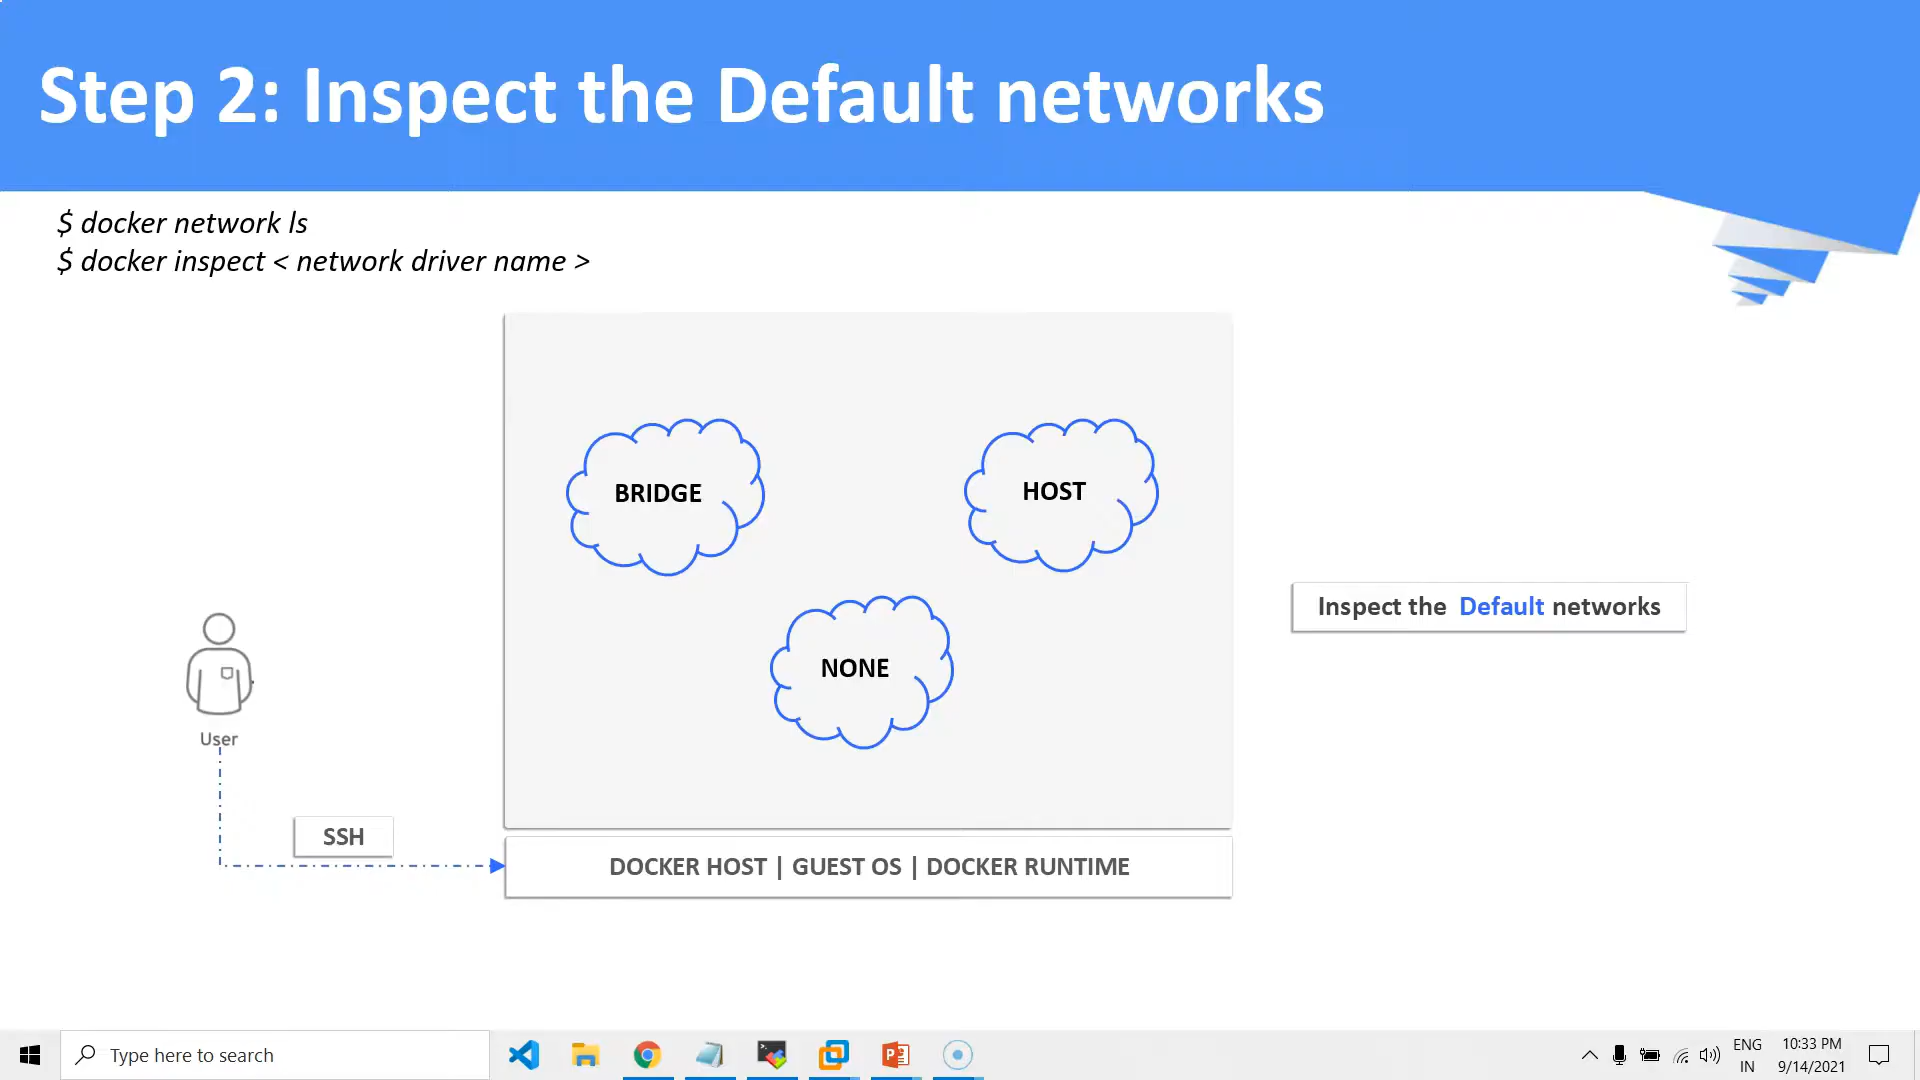 Step 2: Inspect the Default networks
$ docker network ls
$ docker inspect < network driver name >
BRIDGE
HOST
NONE
Inspect the Default networks
User
SSH
DOCKER HOST | GUEST OS | DOCKER RUNTIME
Type here to search
ENG
IN
10:33 PM
9/14/2021